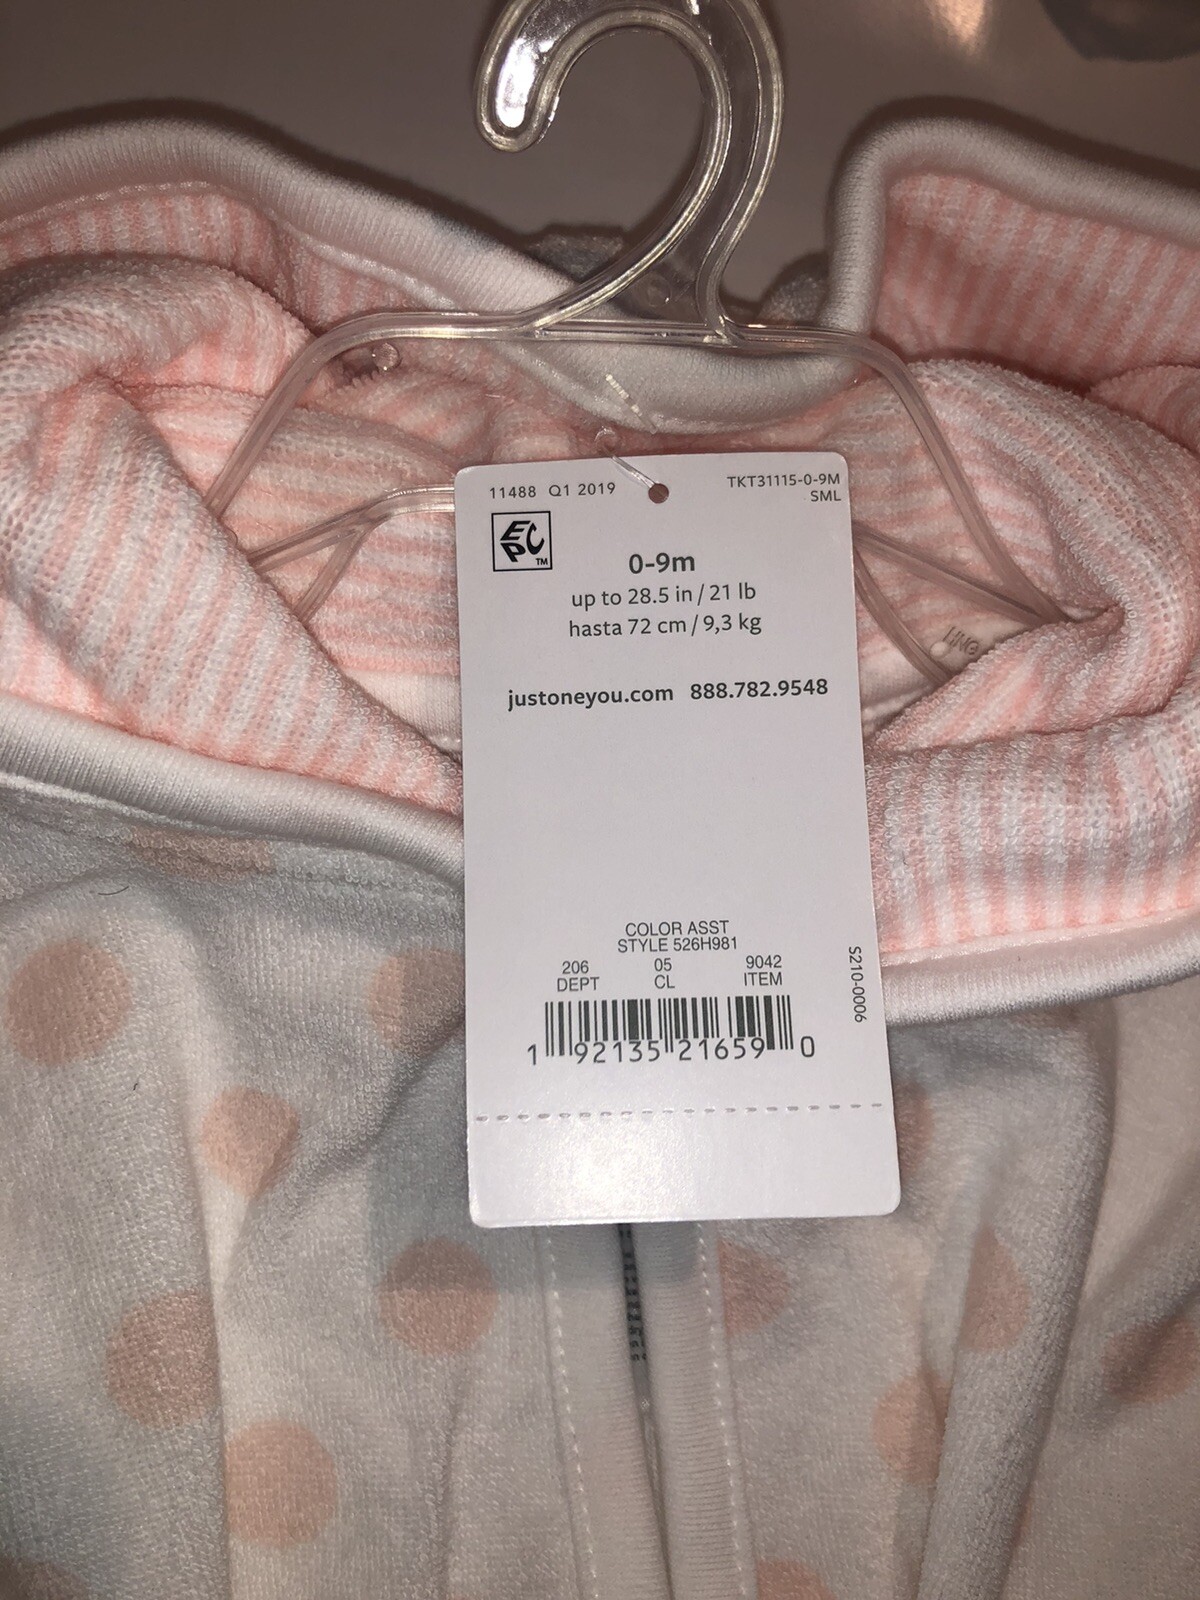 11488 Q1 2019
TKT31115-0-9M
SML
EPC TM
0-9m
up to 28.5 in / 21 lb
hasta 72 cm / 9,3 kg
justoneyou.com 888.782.9548
COLOR ASST
STYLE 526H981
206 05 9042
DEPT CL ITEM
S210-0006
1 92135 21659 0
HNG